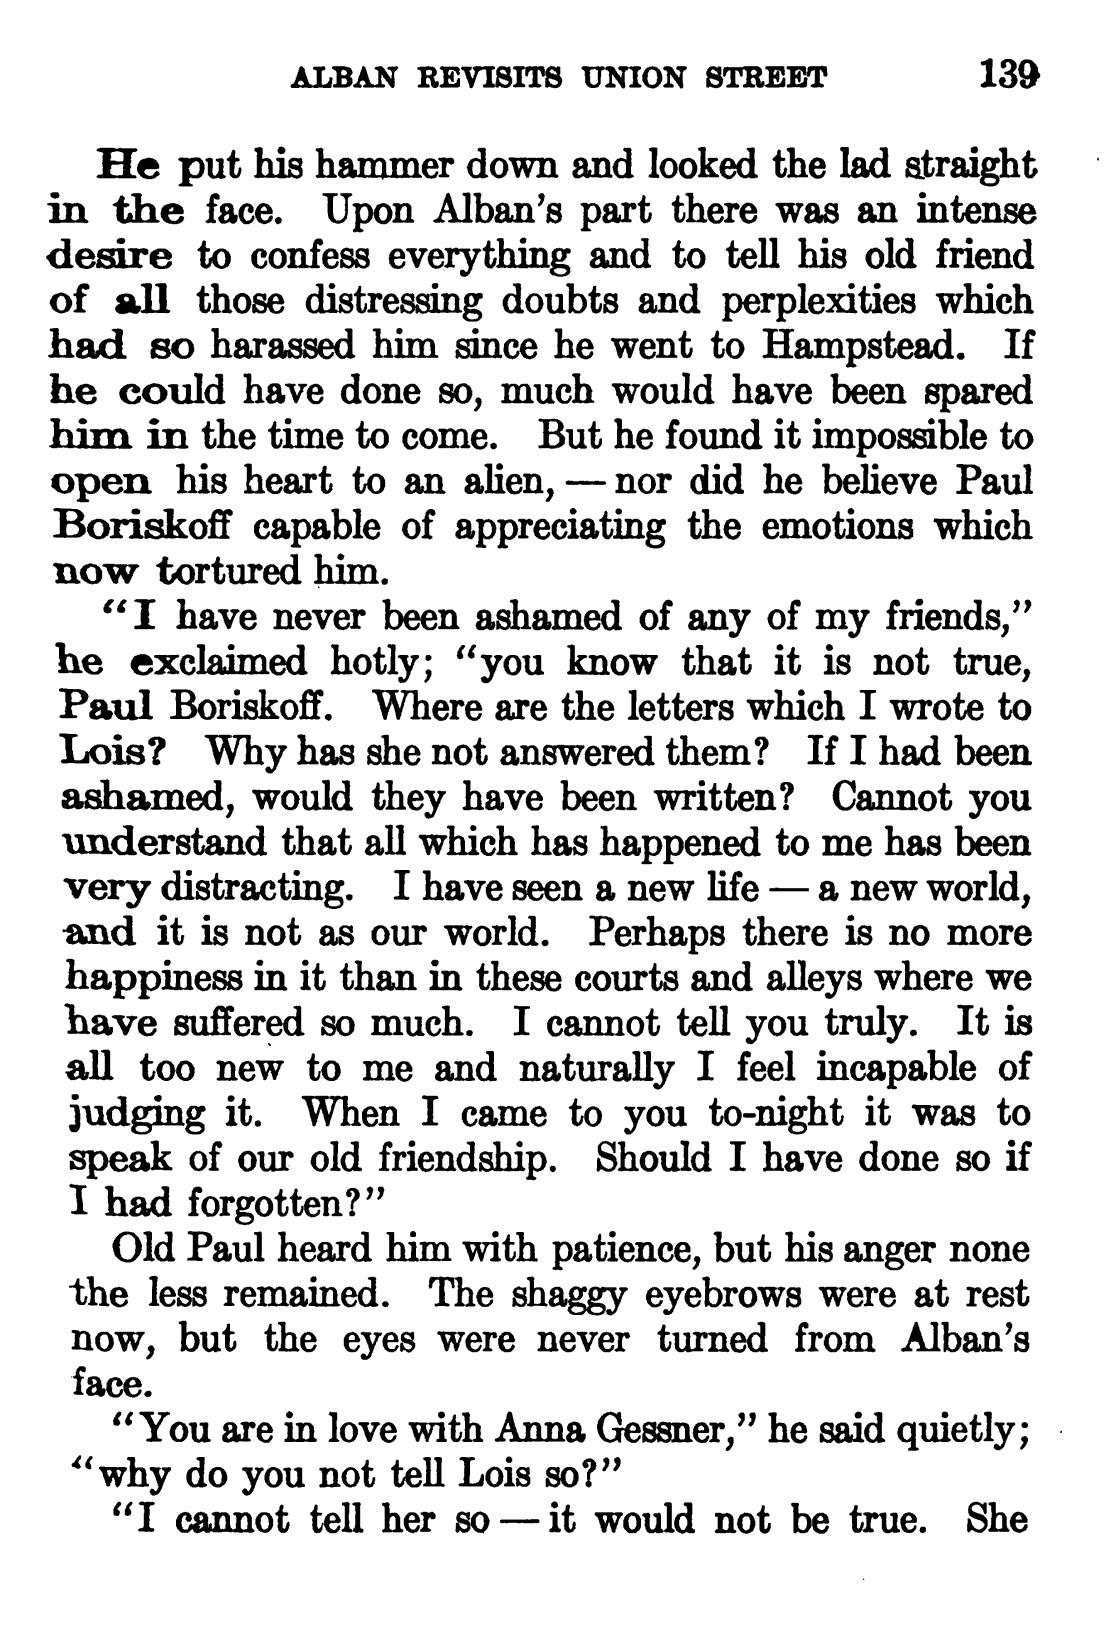 ALBAN REVISITS UNION STREET 139
He put his hammer down and looked the lad straight
in the face. Upon Alban's part there was an intense
desire to confess everything and to tell his old friend
of all those distressing doubts and perplexities which
had so harassed him since he went to Hampstead. If
he could have done so, much would have been spared
him in the time to come. But he found it impossible to
open his heart to an alien, — nor did he believe Paul
Boriskoff capable of appreciating the emotions which
now tortured him.
"I have never been ashamed of any of my friends,"
he exclaimed hotly; "you know that it is not true,
Paul Boriskoff. Where are the letters which I wrote to
Lois? Why has she not answered them? If I had been
ashamed, would they have been written? Cannot you
understand that all which has happened to me has been
very distracting. I have seen a new life — a new world,
and it is not as our world. Perhaps there is no more
happiness in it than in these courts and alleys where we
have suffered so much. I cannot tell you truly. It is
all too new to me and naturally I feel incapable of
judging it. When I came to you to-night it was to
speak of our old friendship. Should I have done so if
I had forgotten?"
Old Paul heard him with patience, but his anger none
the less remained. The shaggy eyebrows were at rest
now, but the eyes were never turned from Alban's
face.
"You are in love with Anna Gessner," he said quietly;
"why do you not tell Lois so?"
"I cannot tell her so — it would not be true. She